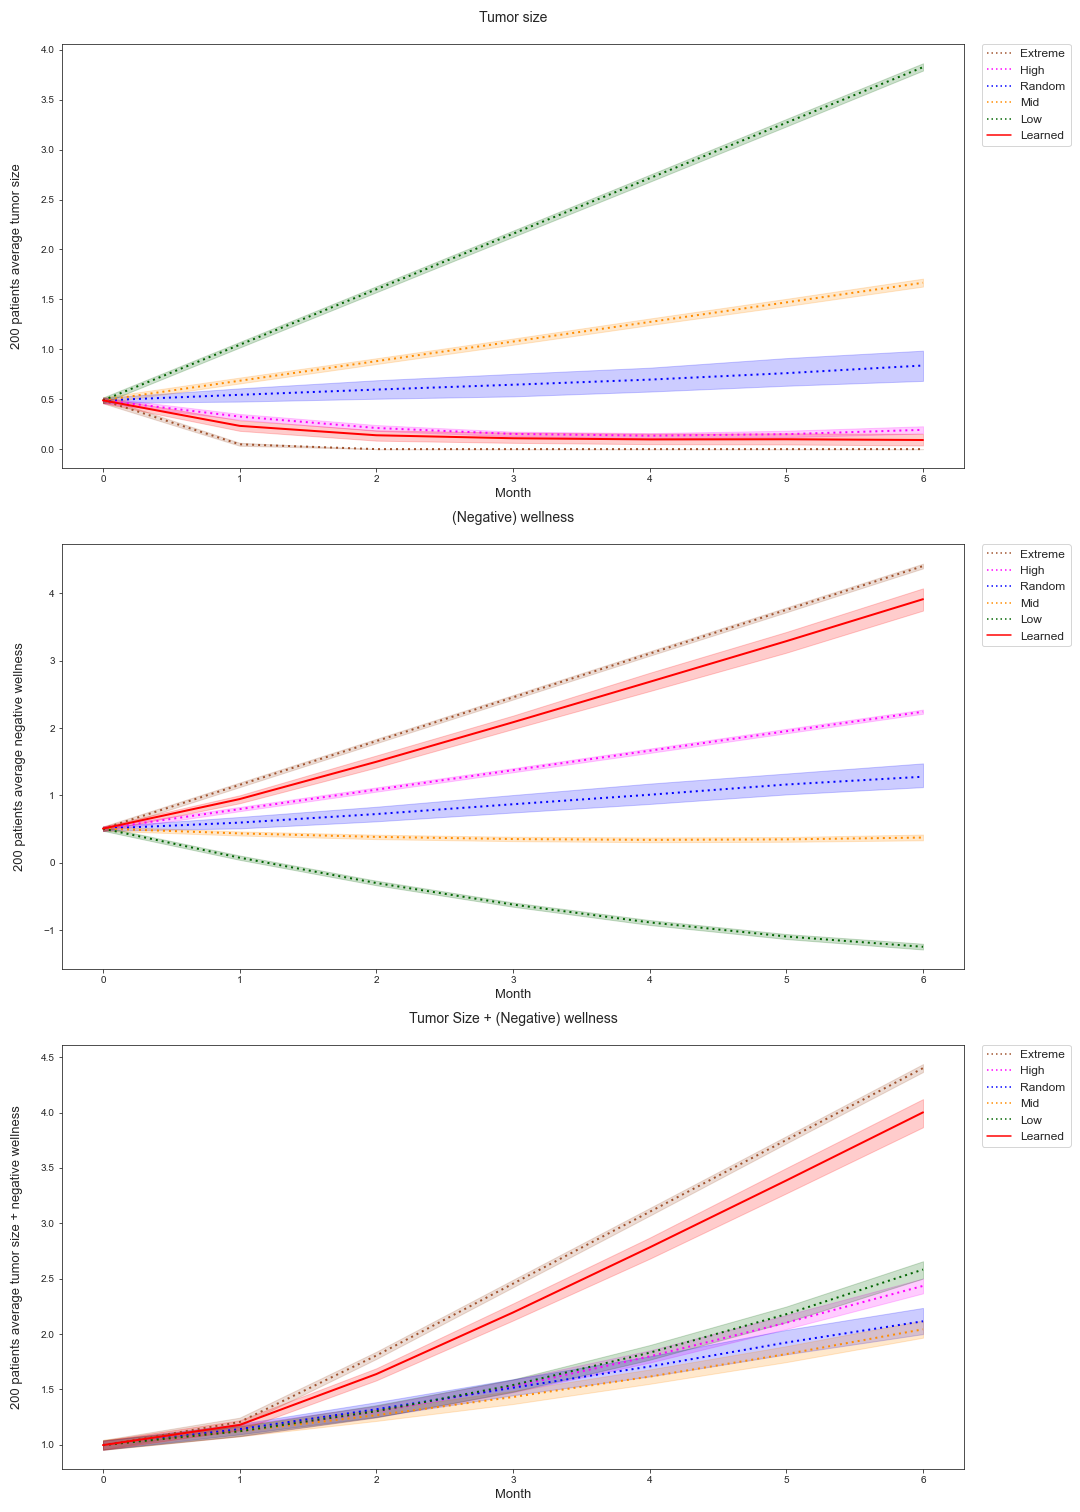 Tumor size
4.0
3.5
3.0
2.5
2.0
1.5
1.0
0.5
0.0
200 patients average tumor size
0 1 2 3 4 5 6
Month
Extreme
High
Random
Mid
Low
Learned
(Negative) wellness
4
3
2
1
0
−1
200 patients average negative wellness
0 1 2 3 4 5 6
Month
Extreme
High
Random
Mid
Low
Learned
Tumor Size + (Negative) wellness
4.5
4.0
3.5
3.0
2.5
2.0
1.5
1.0
200 patients average tumor size + negative wellness
0 1 2 3 4 5 6
Month
Extreme
High
Random
Mid
Low
Learned